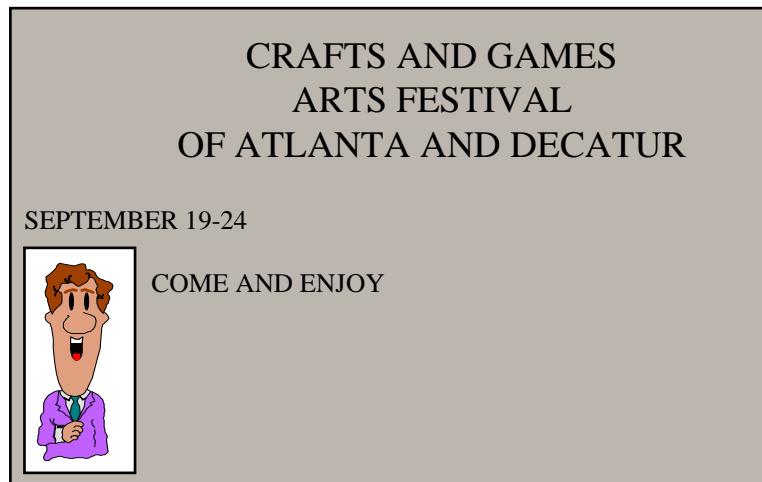 CRAFTS AND GAMES
ARTS FESTIVAL
OF ATLANTA AND DECATUR
SEPTEMBER 19-24
COME AND ENJOY